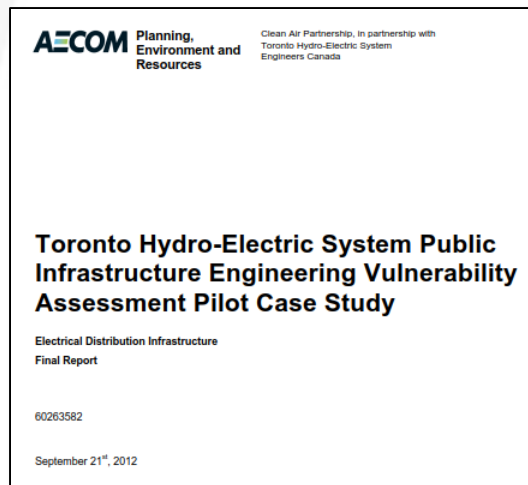 AECOM
Planning,
Environment and
Resources
Clean Air Partnership, in partnership with
Toronto Hydro-Electric System
Engineers Canada
Toronto Hydro-Electric System Public
Infrastructure Engineering Vulnerability
Assessment Pilot Case Study
Electrical Distribution Infrastructure
Final Report
60263582
September 21st, 2012